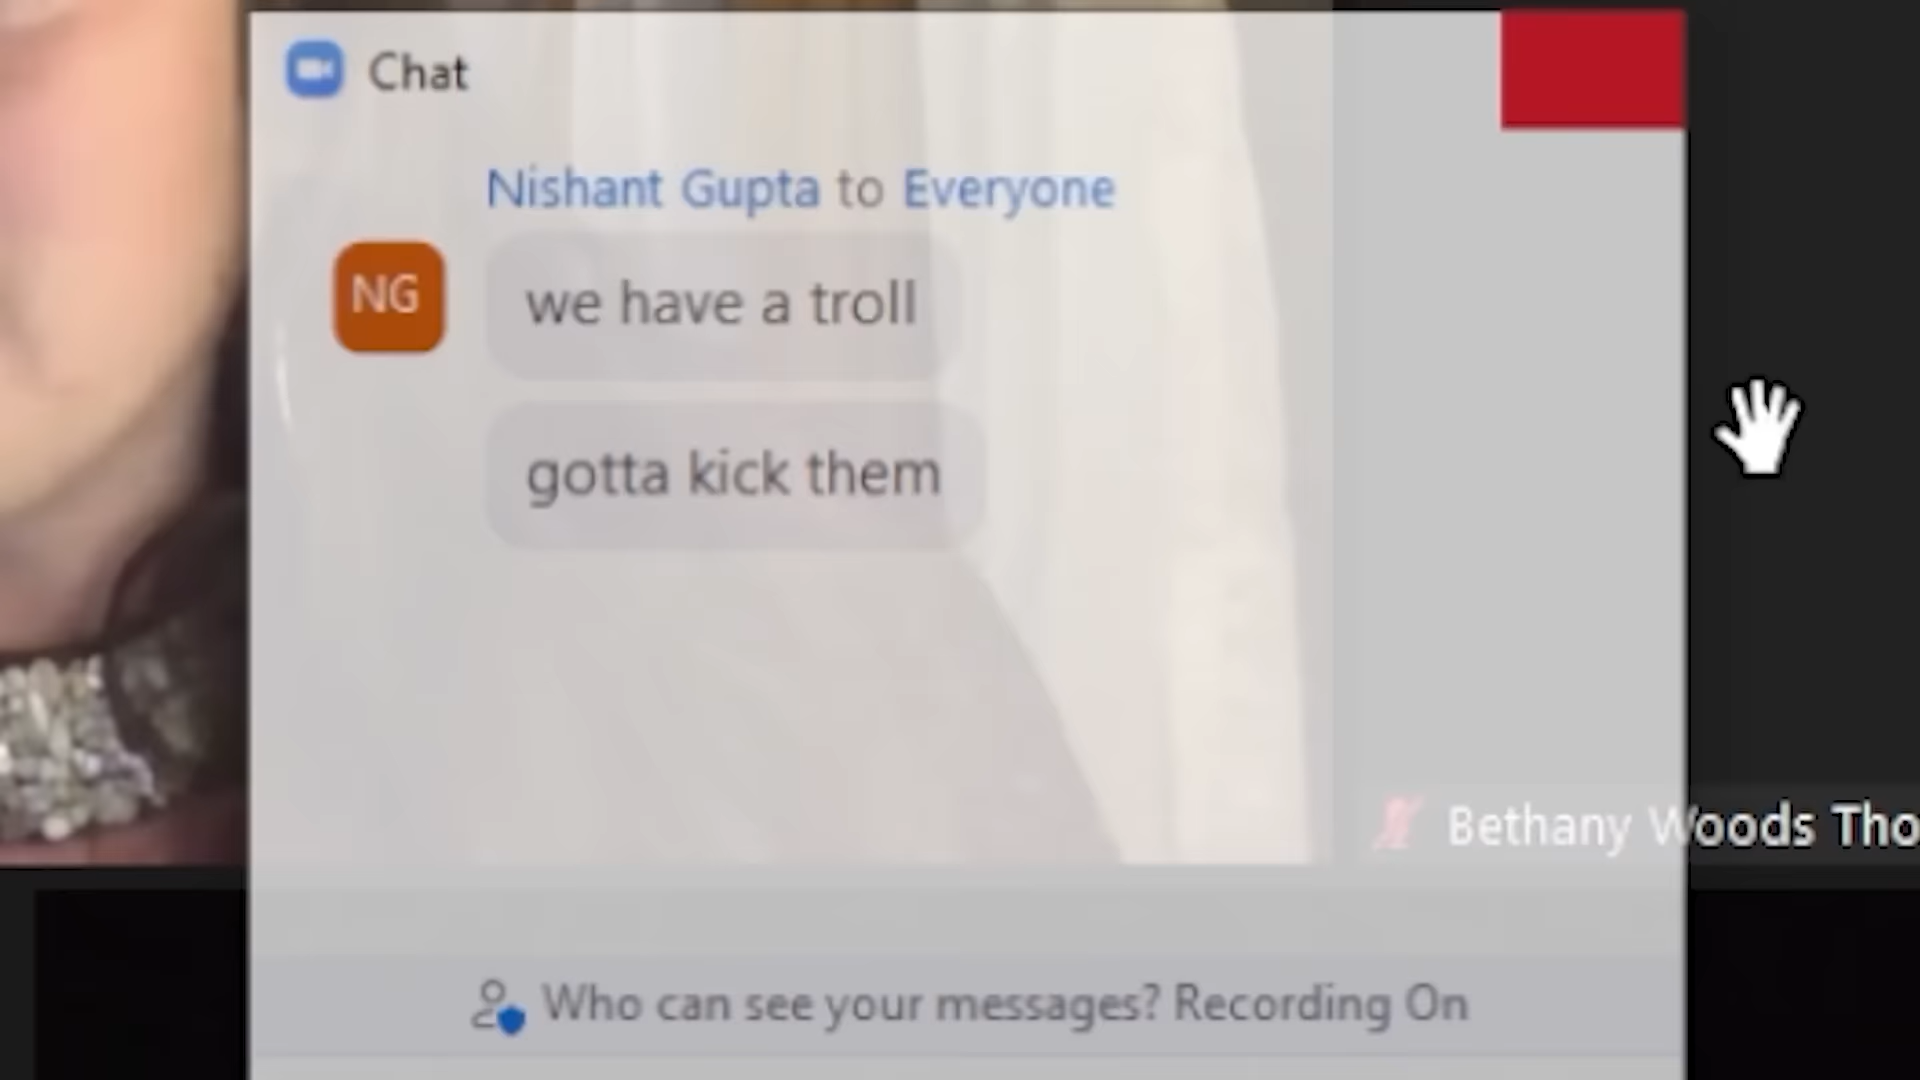 Chat
Nishant Gupta to Everyone
NG
we have a troll
gotta kick them
Bethany Woods Tho
Who can see your messages? Recording On